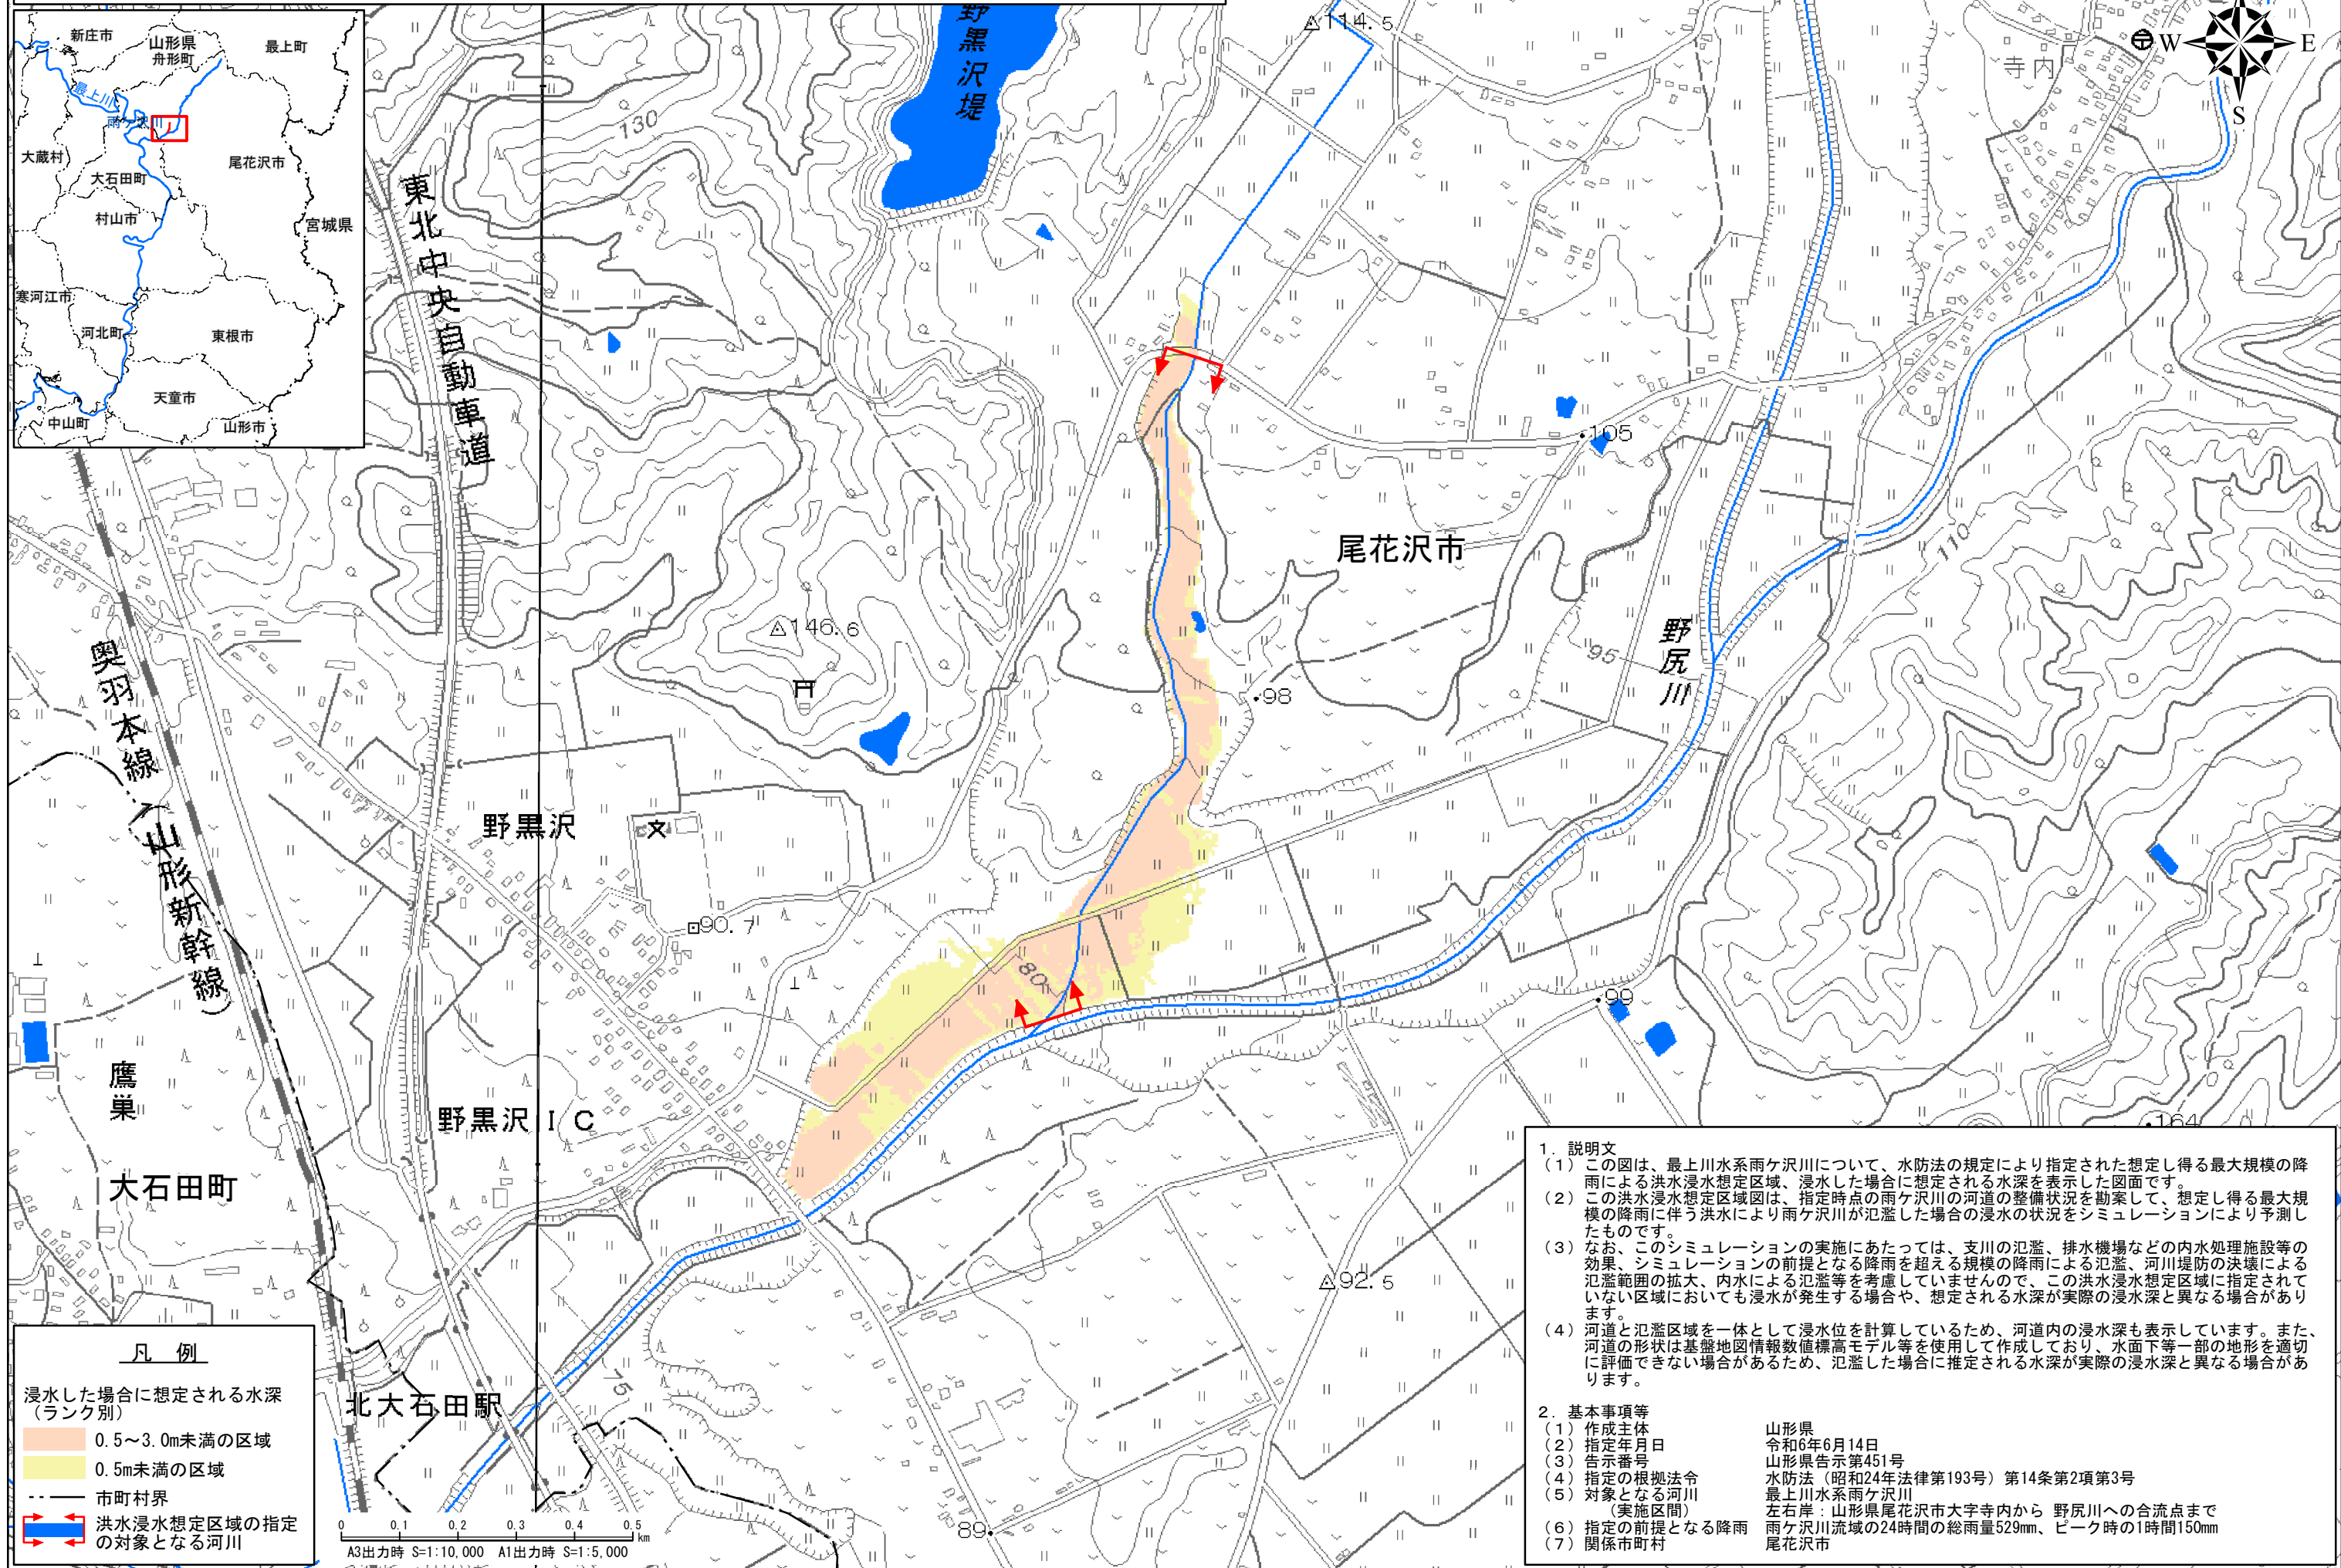 新庄市
山形県
舟形町
最上町
最上川
雨ケ沢川
大蔵村
尾花沢市
大石田町
村山市
宮城県
寒河江市
河北町
東根市
天童市
中山町
山形市
野黒沢堤
114.5
寺内
W
E
S
130
東北中央自動車道
105
尾花沢市
110
146.6
野尻川
95
98
奥羽本線(山形新幹線)
野黒沢
文
90.7
80
99
鷹巣
野黒沢IC
大石田町
164
92.5
75
北大石田駅
89
凡 例
浸水した場合に想定される水深
(ランク別)
0.5~3.0m未満の区域
0.5m未満の区域
市町村界
洪水浸水想定区域の指定
の対象となる河川
0 0.1 0.2 0.3 0.4 0.5
km
A3出力時 S=1:10,000 A1出力時 S=1:5,000
1. 説明文
(1) この図は、最上川水系雨ケ沢川について、水防法の規定により指定された想定し得る最大規模の降
雨による洪水浸水想定区域、浸水した場合に想定される水深を表示した図面です。
(2) この洪水浸水想定区域図は、指定時点の雨ケ沢川の河道の整備状況を勘案して、想定し得る最大規
模の降雨に伴う洪水により雨ケ沢川が氾濫した場合の浸水の状況をシミュレーションにより予測し
たものです。
(3) なお、このシミュレーションの実施にあたっては、支川の氾濫、排水機場などの内水処理施設等の
効果、シミュレーションの前提となる降雨を超える規模の降雨による氾濫、河川堤防の決壊による
氾濫範囲の拡大、内水による氾濫等を考慮していませんので、この洪水浸水想定区域に指定されて
いない区域においても浸水が発生する場合や、想定される水深が実際の浸水深と異なる場合があり
ます。
(4) 河道と氾濫区域を一体として浸水位を計算しているため、河道内の浸水深も表示しています。また、
河道の形状は基盤地図情報数値標高モデル等を使用して作成しており、水面下等一部の地形を適切
に評価できない場合があるため、氾濫した場合に推定される水深が実際の浸水深と異なる場合があ
ります。
2. 基本事項等
(1) 作成主体 山形県
(2) 指定年月日 令和6年6月14日
(3) 告示番号 山形県告示第451号
(4) 指定の根拠法令 水防法(昭和24年法律第193号)第14条第2項第3号
(5) 対象となる河川 最上川水系雨ケ沢川
(実施区間) 左右岸:山形県尾花沢市大字寺内から 野尻川への合流点まで
(6) 指定の前提となる降雨 雨ケ沢川流域の24時間の総雨量529mm、ピーク時の1時間150mm
(7) 関係市町村 尾花沢市